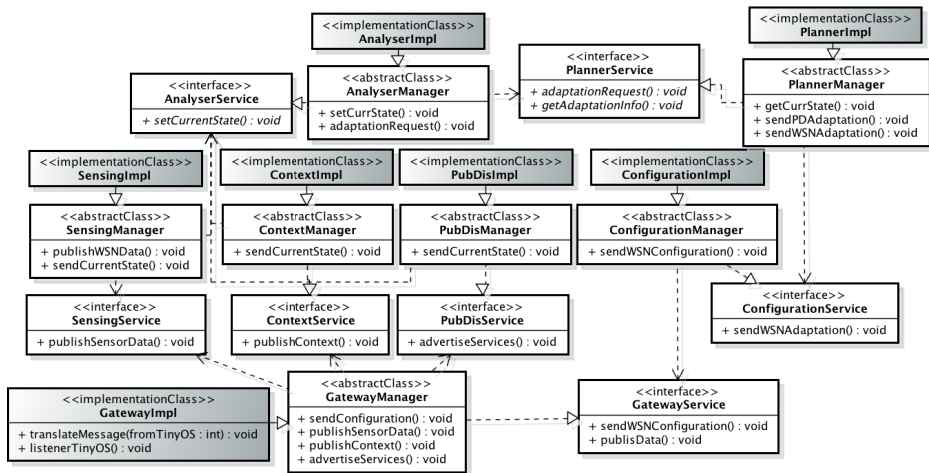 <<implementationClass>>
AnalyserImpl
<<implementationClass>>
PlannerImpl
<<interface>>
AnalyserService
+ setCurrentState() : void
<<abstractClass>>
AnalyserManager
+ setCurrState() : void
+ adaptationRequest() : void
<<interface>>
PlannerService
+ adaptationRequest() : void
+ getAdaptationInfo() : void
<<abstractClass>>
PlannerManager
+ getCurrState() : void
+ sendPDAdaptation() : void
+ sendWSNAdaptation() : void
<<implementationClass>>
SensingImpl
<<implementationClass>>
ContextImpl
<<implementationClass>>
PubDisImpl
<<implementationClass>>
ConfigurationImpl
<<abstractClass>>
SensingManager
+ publishWSNData() : void
+ sendCurrentState() : void
<<abstractClass>>
ContextManager
+ sendCurrentState() : void
<<abstractClass>>
PubDisManager
+ sendCurrentState() : void
<<abstractClass>>
ConfigurationManager
+ sendWSNConfiguration() : void
<<interface>>
SensingService
+ publishSensorData() : void
<<interface>>
ContextService
+ publishContext() : void
<<interface>>
PubDisService
+ advertiseServices() : void
<<interface>>
ConfigurationService
+ sendWSNAdaptation() : void
<<implementationClass>>
GatewayImpl
+ translateMessage(fromTinyOS : int) : void
+ listenerTinyOS() : void
<<abstractClass>>
GatewayManager
+ sendConfiguration() : void
+ publishSensorData() : void
+ publishContext() : void
+ advertiseServices() : void
<<interface>>
GatewayService
+ sendWSNConfiguration() : void
+ publisData() : void